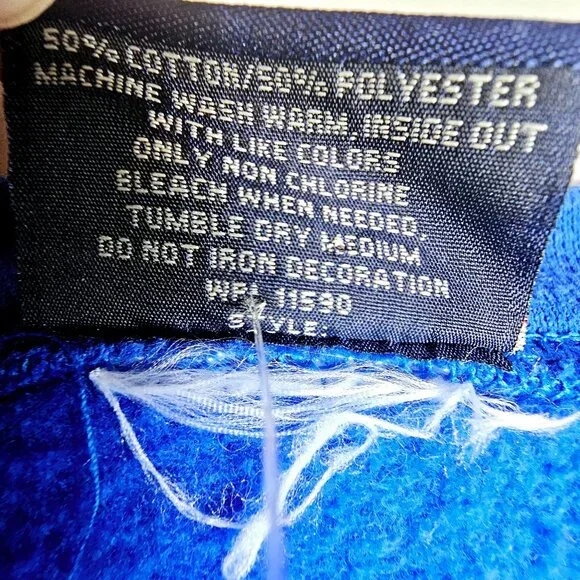 50% COTTON/50% POLYESTER
MACHINE WASH WARM, INSIDE OUT
WITH LIKE COLORS
ONLY NON CHLORINE
BLEACH WHEN NEEDED.
TUMBLE DRY MEDIUM
DO NOT IRON DECORATION
WPL 11590
STYLE: